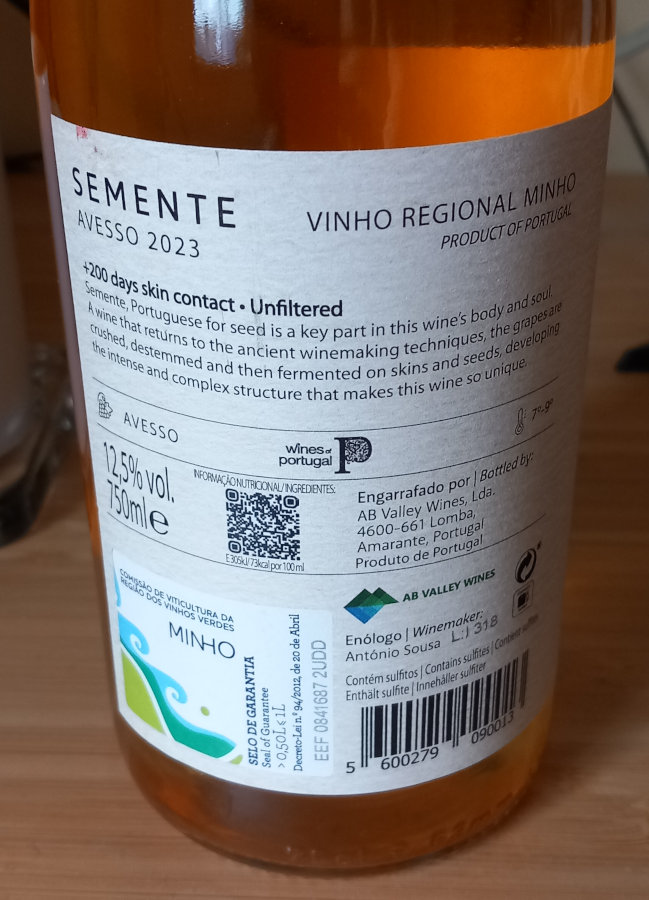 SEMENTE
AVESSO 2023
VINHO REGIONAL MINHO
PRODUCT OF PORTUGAL
+200 days skin contact • Unfiltered
Semente, Portuguese for seed is a key part in this wine's body and soul.
A wine that returns to the ancient winemaking techniques, the grapes are
crushed, destemmed and then fermented on skins and seeds, developing
the intense and complex structure that makes this wine so unique.
AVESSO
wines of
portugal
7º-9º
12,5% vol.
750ml e
INFORMAÇÃO NUTRICIONAL/INGREDIENTES:
E 305kJ/73kcal por 100 ml
Engarrafado por | Bottled by:
AB Valley Wines, Lda.
4600-661 Lomba,
Amarante, Portugal
Produto de Portugal
AB VALLEY WINES
Enólogo | Winemaker:
António Sousa L:1318
Contém sulfitos | Contains sulfites | Contient sulfites
Enthält sulfite | Innehåller sulfiter
5 600279 090013
COMISSÃO DE VITICULTURA DA
REGIÃO DOS VINHOS VERDES
MINHO
SELO DE GARANTIA
Seal of Guarantee
> 0,50L ≤ 1L
Decreto-Lei n.º 94/2012, de 20 de Abril
EEF 0841687 2UDD